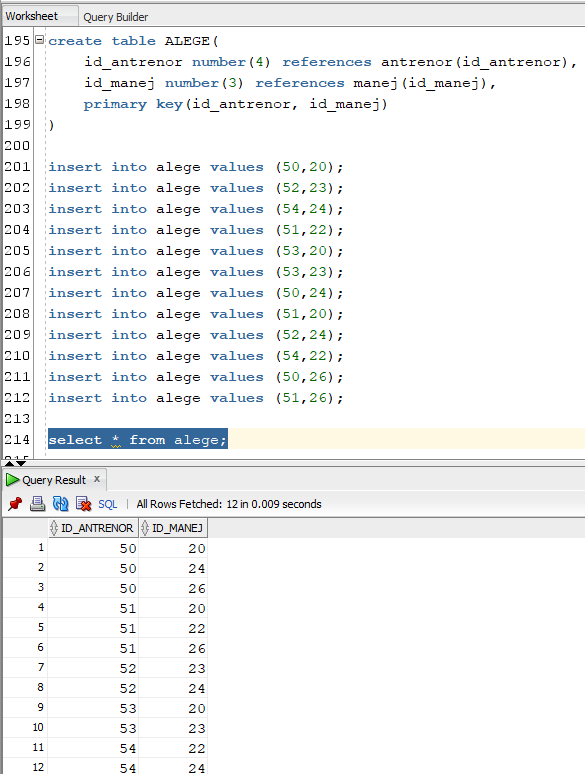 Worksheet Query Builder
195 create table ALEGE(
196 id_antrenor number(4) references antrenor(id_antrenor),
197 id_manej number(3) references manej(id_manej),
198 primary key(id_antrenor, id_manej)
199 )
200
201 insert into alege values (50,20);
202 insert into alege values (52,23);
203 insert into alege values (54,24);
204 insert into alege values (51,22);
205 insert into alege values (53,20);
206 insert into alege values (53,23);
207 insert into alege values (50,24);
208 insert into alege values (51,20);
209 insert into alege values (52,24);
210 insert into alege values (54,22);
211 insert into alege values (50,26);
212 insert into alege values (51,26);
213
214 select * from alege;
Query Result x
SQL | All Rows Fetched: 12 in 0.009 seconds
ID_ANTRENOR ID_MANEJ
1 50 20
2 50 24
3 50 26
4 51 20
5 51 22
6 51 26
7 52 23
8 52 24
9 53 20
10 53 23
11 54 22
12 54 24